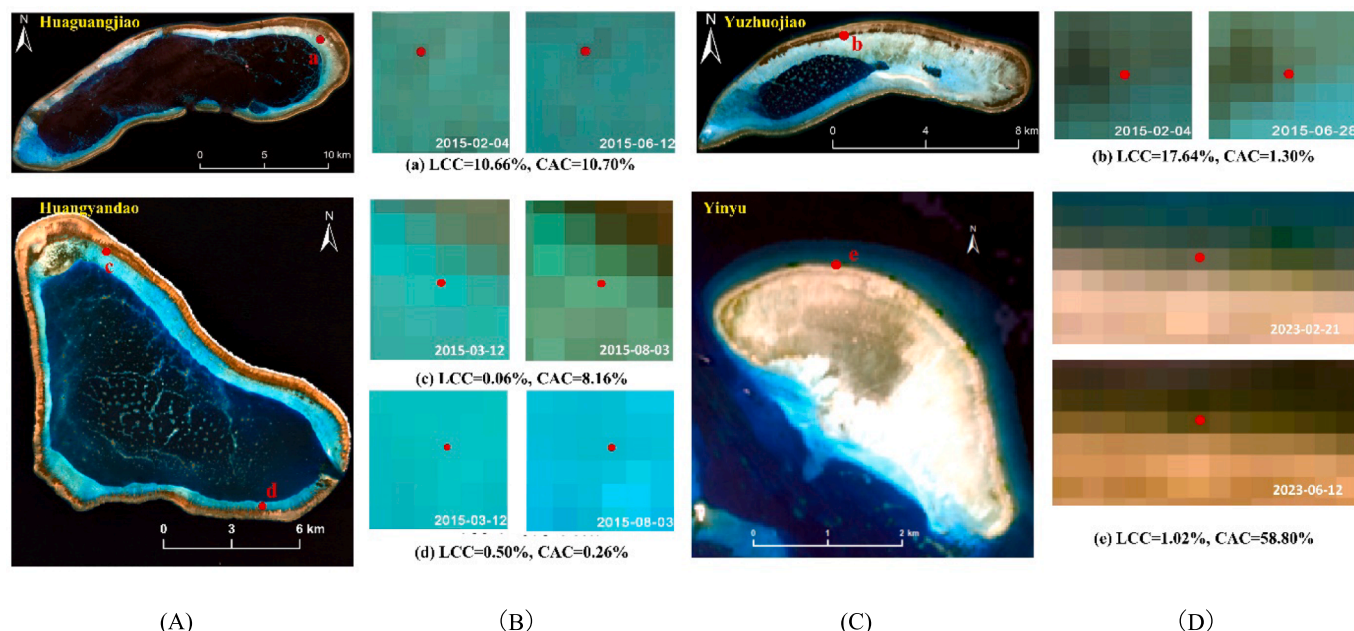 Huaguangjiao
N
a
0 5 10 km
2015-02-04
2015-06-12
(a) LCC=10.66%, CAC=10.70%
Yuzhuojiao
N
b
0 4 8 km
2015-02-04
2015-06-28
(b) LCC=17.64%, CAC=1.30%
Huangyandao
N
c
d
0 3 6 km
2015-03-12
2015-08-03
(c) LCC=0.06%, CAC=8.16%
2015-03-12
2015-08-03
(d) LCC=0.50%, CAC=0.26%
Yinyu
N
e
0 1 2 km
2023-02-21
2023-06-12
(e) LCC=1.02%, CAC=58.80%
(A) （B） (C) （D）